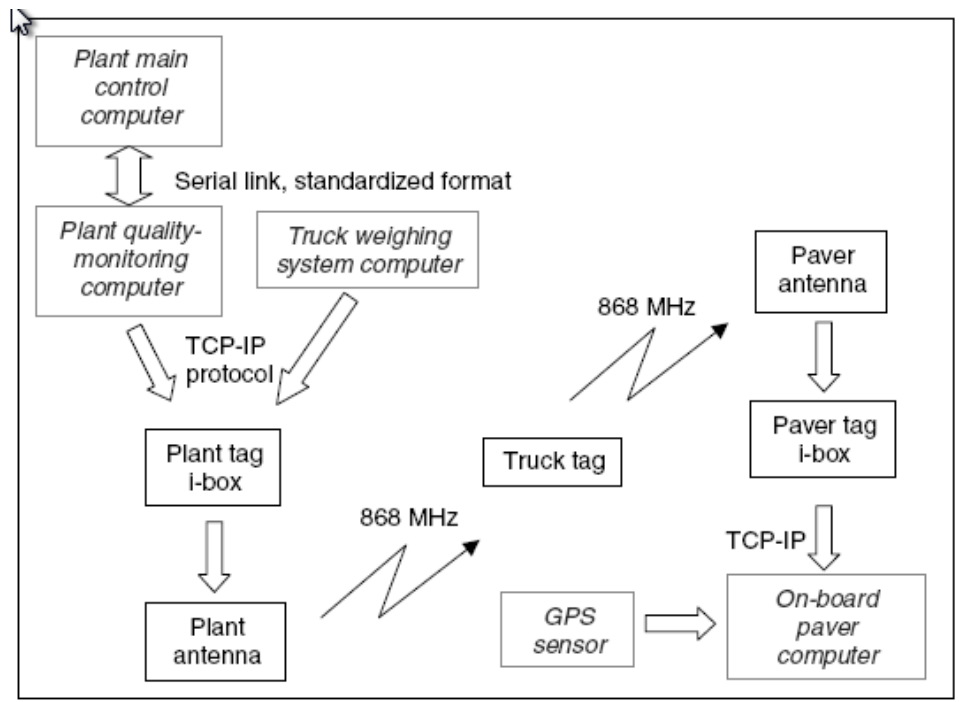 Plant main
control
computer
Serial link, standardized format
Plant quality-
monitoring
computer
Truck weighing
system computer
TCP-IP
protocol
Plant tag
i-box
868 MHz
Plant
antenna
Truck tag
868 MHz
Paver
antenna
Paver tag
i-box
TCP-IP
GPS
sensor
On-board
paver
computer